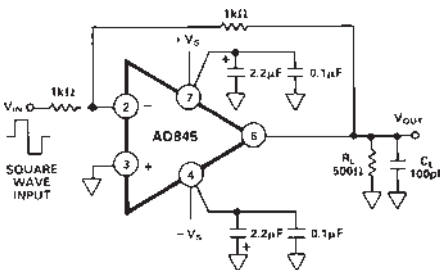 1kΩ
+VS
2.2μF
0.1μF
1kΩ
VIN
+
7
2
−
AD845
6
VOUT
3
+
4
SQUARE
WAVE
INPUT
RL
500Ω
CL
100pF
−VS
2.2μF
0.1μF
+